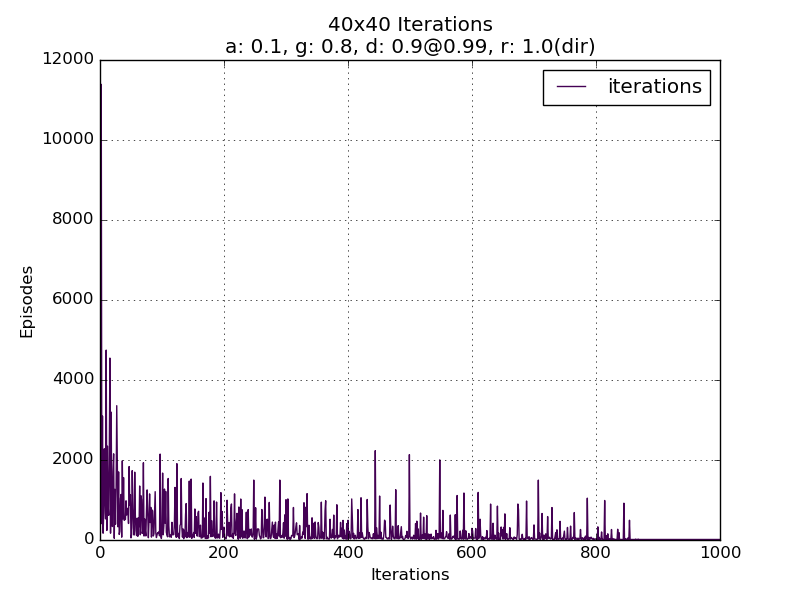 40x40 Iterations
a: 0.1, g: 0.8, d: 0.9@0.99, r: 1.0(dir)
12000
iterations
10000
8000
6000
Episodes
4000
2000
0
0 200 400 600 800 1000
Iterations